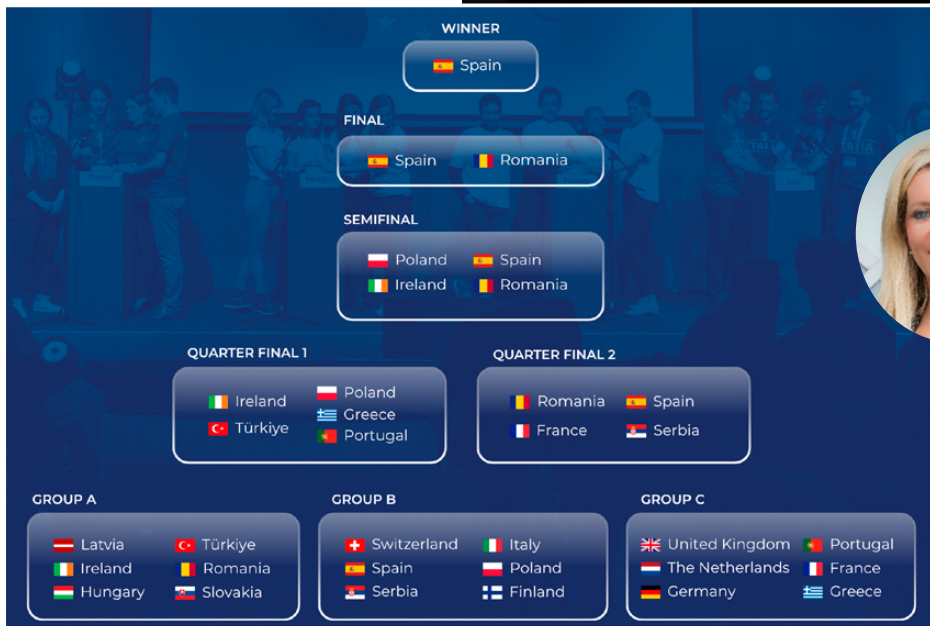 WINNER
Spain
FINAL
Spain Romania
SEMIFINAL
Poland Spain
Ireland Romania
QUARTER FINAL 1
Ireland
Türkiye
Poland
Greece
Portugal
QUARTER FINAL 2
Romania Spain
France Serbia
GROUP A
Latvia Türkiye
Ireland Romania
Hungary Slovakia
GROUP B
Switzerland Italy
Spain Poland
Serbia Finland
GROUP C
United Kingdom Portugal
The Netherlands France
Germany Greece